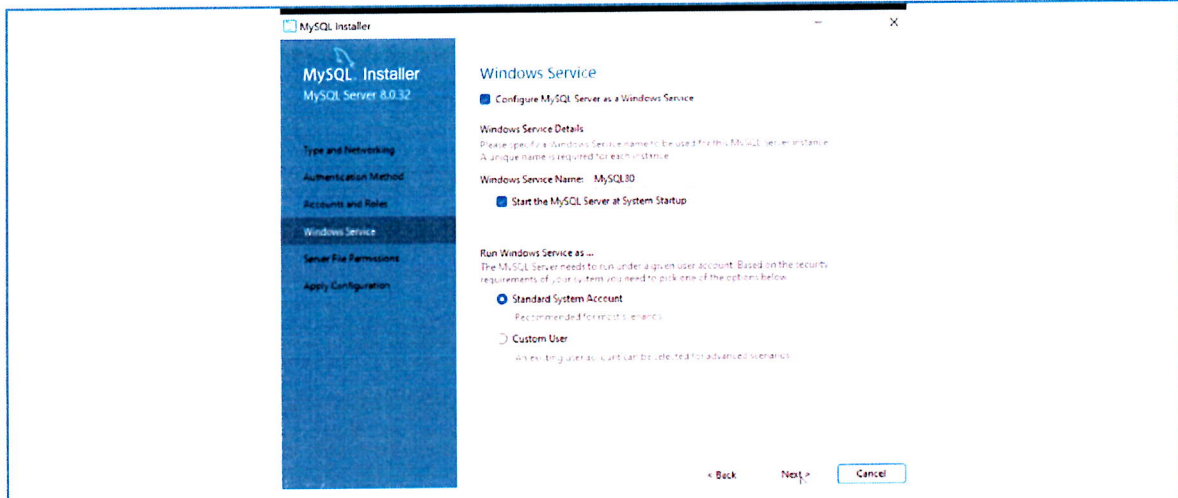 MySQL Installer
MySQL Installer
MySQL Server 8.0.32
Type and Networking
Authentication Method
Accounts and Roles
Windows Service
Server File Permissions
Apply Configuration
Windows Service
Configure MySQL Server as a Windows Service
Windows Service Details
Please specify a Windows Service name to be used for this MySQL Server instance.
A unique name is required for each instance.
Windows Service Name: MySQL80
Start the MySQL Server at System Startup
Run Windows Service as ...
The MySQL Server needs to run under a given user account. Based on the security
requirements of your system you need to pick one of the options below.
Standard System Account
Recommended for most scenarios.
Custom User
An existing user account can be selected for advanced scenarios.
< Back
Next >
Cancel